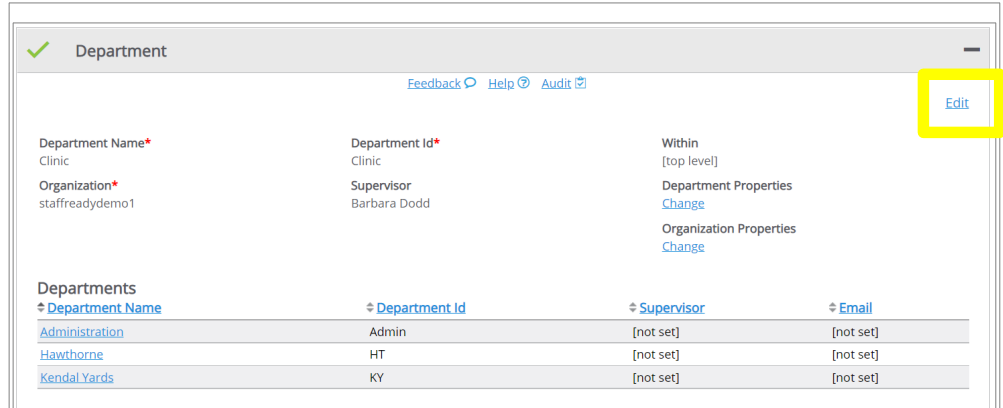 Department
Feedback Help Audit
Edit
Department Name* Department Id* Within
Clinic Clinic [top level]
Organization* Supervisor Department Properties
staffreadydemo1 Barbara Dodd Change
Organization Properties
Change
Departments
Department Name Department Id Supervisor Email
Administration Admin [not set] [not set]
Hawthorne HT [not set] [not set]
Kendal Yards KY [not set] [not set]